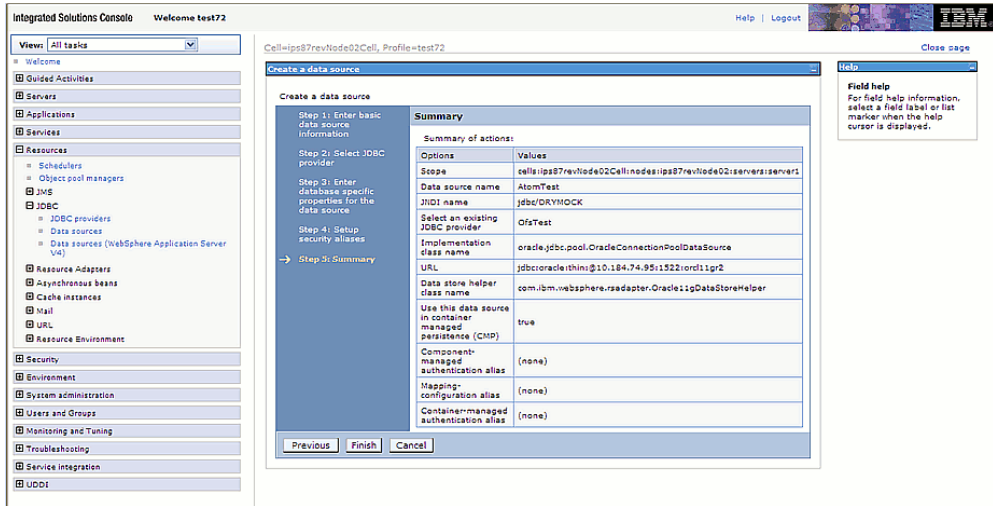 Integrated Solutions Console Welcome test72
Help | Logout
IBM.
View: All tasks
Welcome
Guided Activities
Servers
Applications
Services
Resources
Schedulers
Object pool managers
JMS
JDBC
JDBC providers
Data sources
Data sources (WebSphere Application Server
V4)
Resource Adapters
Asynchronous beans
Cache instances
Mail
URL
Resource Environment
Security
Environment
System administration
Users and Groups
Monitoring and Tuning
Troubleshooting
Service integration
UDDI
Cell=ips87revNode02Cell, Profile=test72
Close page
Create a data source
Create a data source
Step 1: Enter basic
data source
information
Step 2: Select JDBC
provider
Step 3: Enter
database specific
properties for the
data source
Step 4: Setup
security aliases
Step 5: Summary
Summary
Summary of actions:
Options Values
Scope cells:ips87revNode02Cell:nodes:ips87revNode02:servers:server1
Data source name AtomTest
JNDI name jdbc/DRYMOCK
Select an existing
JDBC provider OfsTest
Implementation
class name oracle.jdbc.pool.OracleConnectionPoolDataSource
URL jdbc:oracle:thin:@10.184.74.95:1522:orcl11gr2
Data store helper
class name com.ibm.websphere.rsadapter.Oracle11gDataStoreHelper
Use this data source
in container
managed
persistence (CMP) true
Component-
managed
authentication alias (none)
Mapping-
configuration alias (none)
Container-managed
authentication alias (none)
Previous Finish Cancel
Help
Field help
For field help information,
select a field label or list
marker when the help
cursor is displayed.